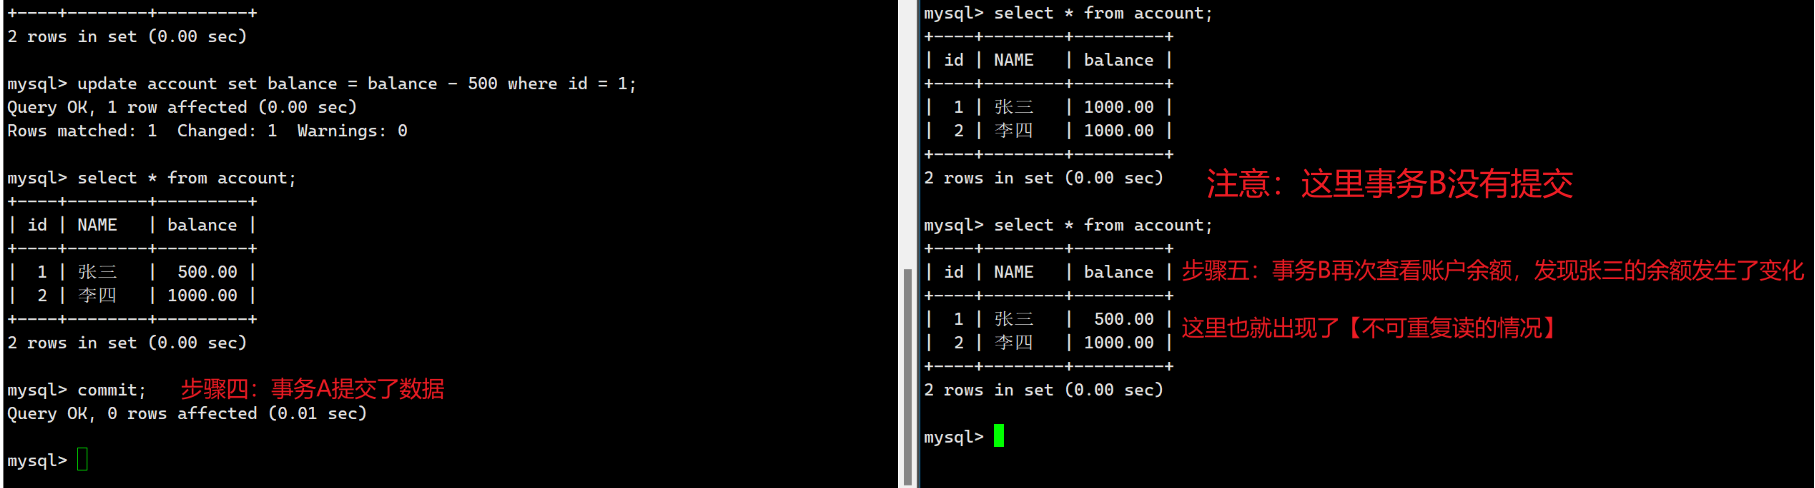 +----+--------+---------+
2 rows in set (0.00 sec)
mysql> update account set balance = balance - 500 where id = 1;
Query OK, 1 row affected (0.00 sec)
Rows matched: 1  Changed: 1  Warnings: 0
mysql> select * from account;
+----+--------+---------+
| id | NAME   | balance |
+----+--------+---------+
|  1 | 张三   |  500.00 |
|  2 | 李四   | 1000.00 |
+----+--------+---------+
2 rows in set (0.00 sec)
mysql> commit; 步骤四：事务A提交了数据
Query OK, 0 rows affected (0.01 sec)
mysql>
mysql> select * from account;
+----+--------+---------+
| id | NAME   | balance |
+----+--------+---------+
|  1 | 张三   | 1000.00 |
|  2 | 李四   | 1000.00 |
+----+--------+---------+
2 rows in set (0.00 sec) 注意：这里事务B没有提交
mysql> select * from account;
+----+--------+---------+
| id | NAME   | balance | 步骤五：事务B再次查看账户余额，发现张三的余额发生了变化
+----+--------+---------+
|  1 | 张三   |  500.00 | 这里也就出现了【不可重复读的情况】
|  2 | 李四   | 1000.00 |
+----+--------+---------+
2 rows in set (0.00 sec)
mysql>